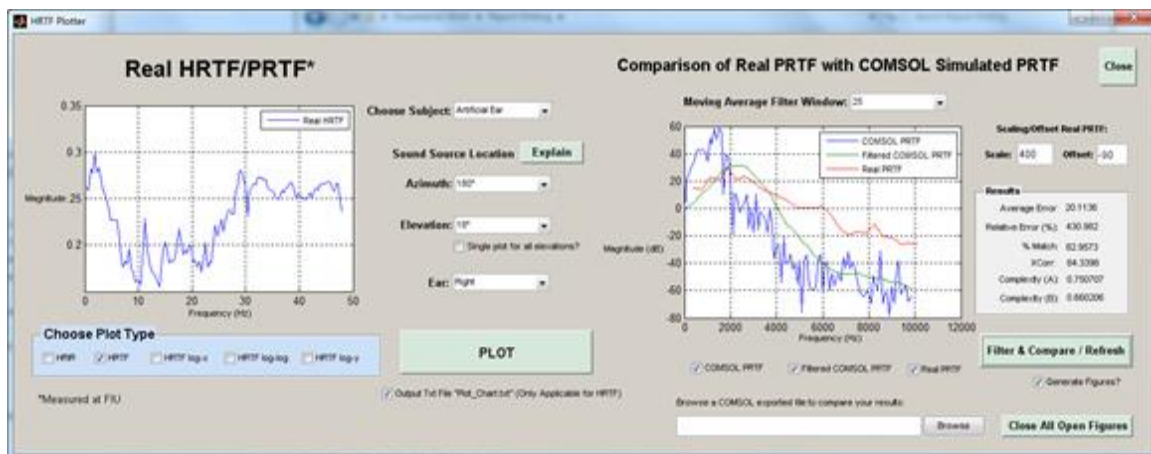 HRTF Plotter
Real HRTF/PRTF*
0.35
0.3
Magnitude .25
0.2
0 10 20 30 40 50
Frequency (Hz)
Real HRTF
Choose Plot Type
HRIR HRTF HRTF log-x HRTF log-log HRTF log-y
*Measured at FIU
Choose Subject: Artificial Ear
Sound Source Location Explain
Azimuth: 180°
Elevation: 18°
Single plot for all elevations?
Ear: Right
PLOT
Output Txt File "Plot_Chart.txt" (Only Applicable for HRTF)
Comparison of Real PRTF with COMSOL Simulated PRTF
Close
Moving Average Filter Window: 25
60
40
20
0
-20
-40
-60
-80
Magnitude (dB)
0 2000 4000 6000 8000 10000 12000
Frequency (Hz)
COMSOL PRTF
Filtered COMSOL PRTF
Real PRTF
COMSOL PRTF Filtered COMSOL PRTF Real PRTF
Scaling/Offset Real PRTF:
Scale: 400 Offset: -90
Results
Average Error 20.1136
Relative Error (%): 430.982
% Match: 82.9573
XCorr: 84.3398
Complexity (A): 0.750707
Complexity (B): 0.660206
Filter & Compare / Refresh
Generate Figures?
Browse a COMSOL exported file to compare your results:
Browse
Close All Open Figures